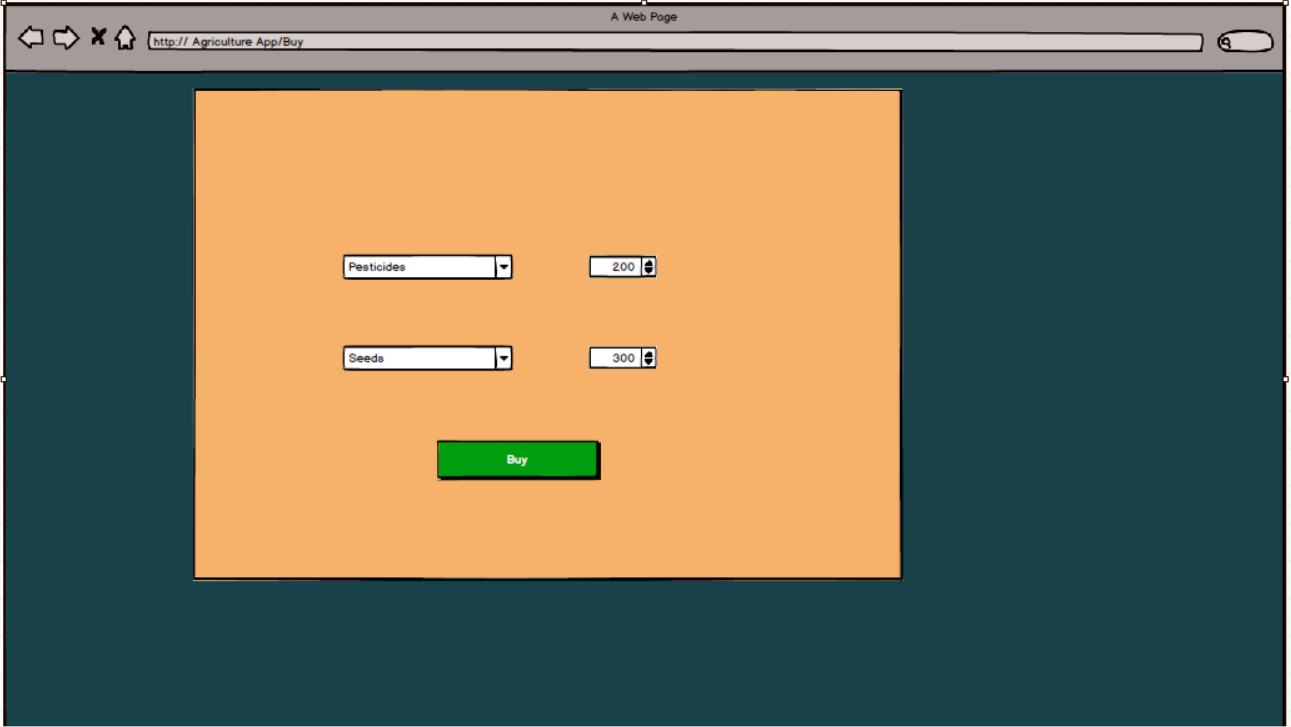 A Web Page
http:// Agriculture App/Buy
Pesticides 200
Seeds 300
Buy